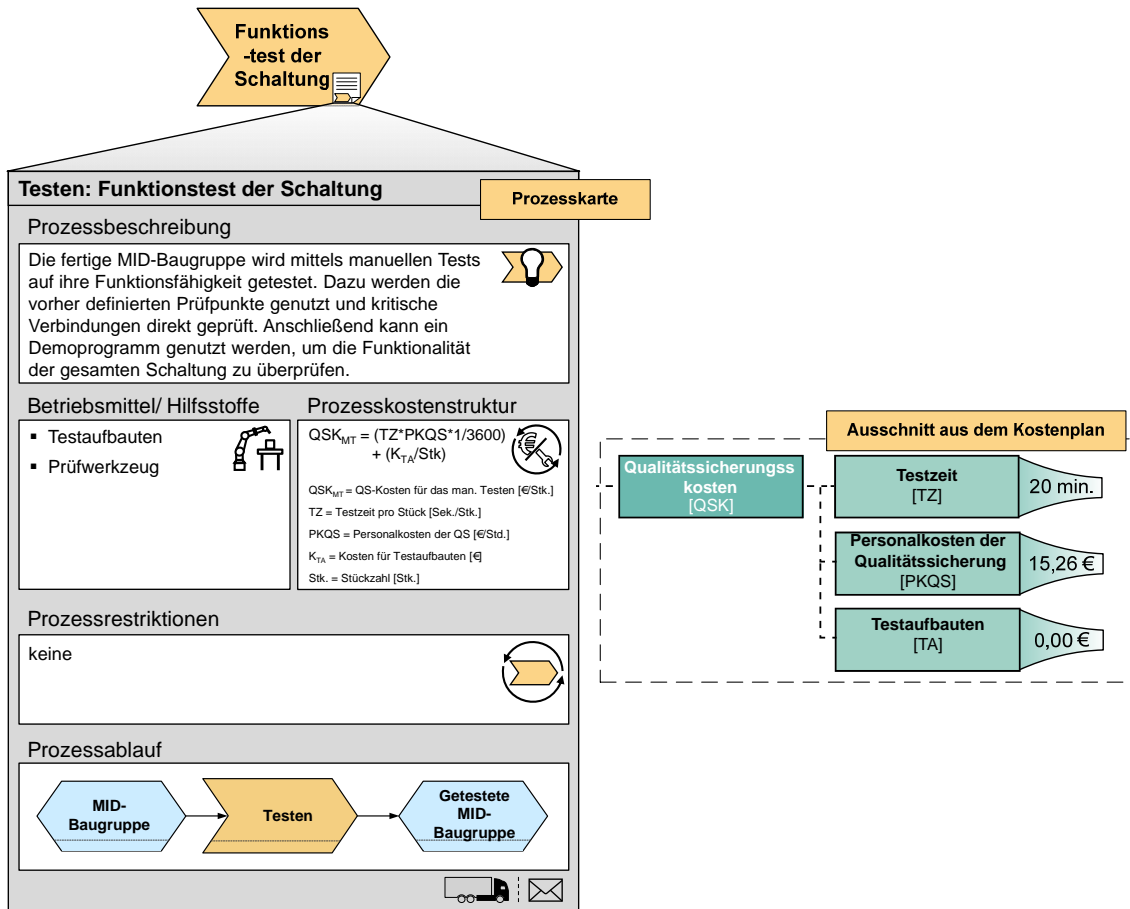 Funktions
-test der
Schaltung
Testen: Funktionstest der Schaltung
Prozesskarte
Prozessbeschreibung
Die fertige MID-Baugruppe wird mittels manuellen Tests
auf ihre Funktionsfähigkeit getestet. Dazu werden die
vorher definierten Prüfpunkte genutzt und kritische
Verbindungen direkt geprüft. Anschließend kann ein
Demoprogramm genutzt werden, um die Funktionalität
der gesamten Schaltung zu überprüfen.
Betriebsmittel/ Hilfsstoffe
▪ Testaufbauten
▪ Prüfwerkzeug
Prozesskostenstruktur
QSK_MT = (TZ*PKQS*1/3600)
+ (K_TA/Stk)
QSK_MT = QS-Kosten für das man. Testen [€/Stk.]
TZ = Testzeit pro Stück [Sek./Stk.]
PKQS = Personalkosten der QS [€/Std.]
K_TA = Kosten für Testaufbauten [€]
Stk. = Stückzahl [Stk.]
Prozessrestriktionen
keine
Prozessablauf
MID-
Baugruppe
Testen
Getestete
MID-
Baugruppe
Ausschnitt aus dem Kostenplan
Qualitätssicherungss
kosten
[QSK]
Testzeit
[TZ]
20 min.
Personalkosten der
Qualitätssicherung
[PKQS]
15,26 €
Testaufbauten
[TA]
0,00 €